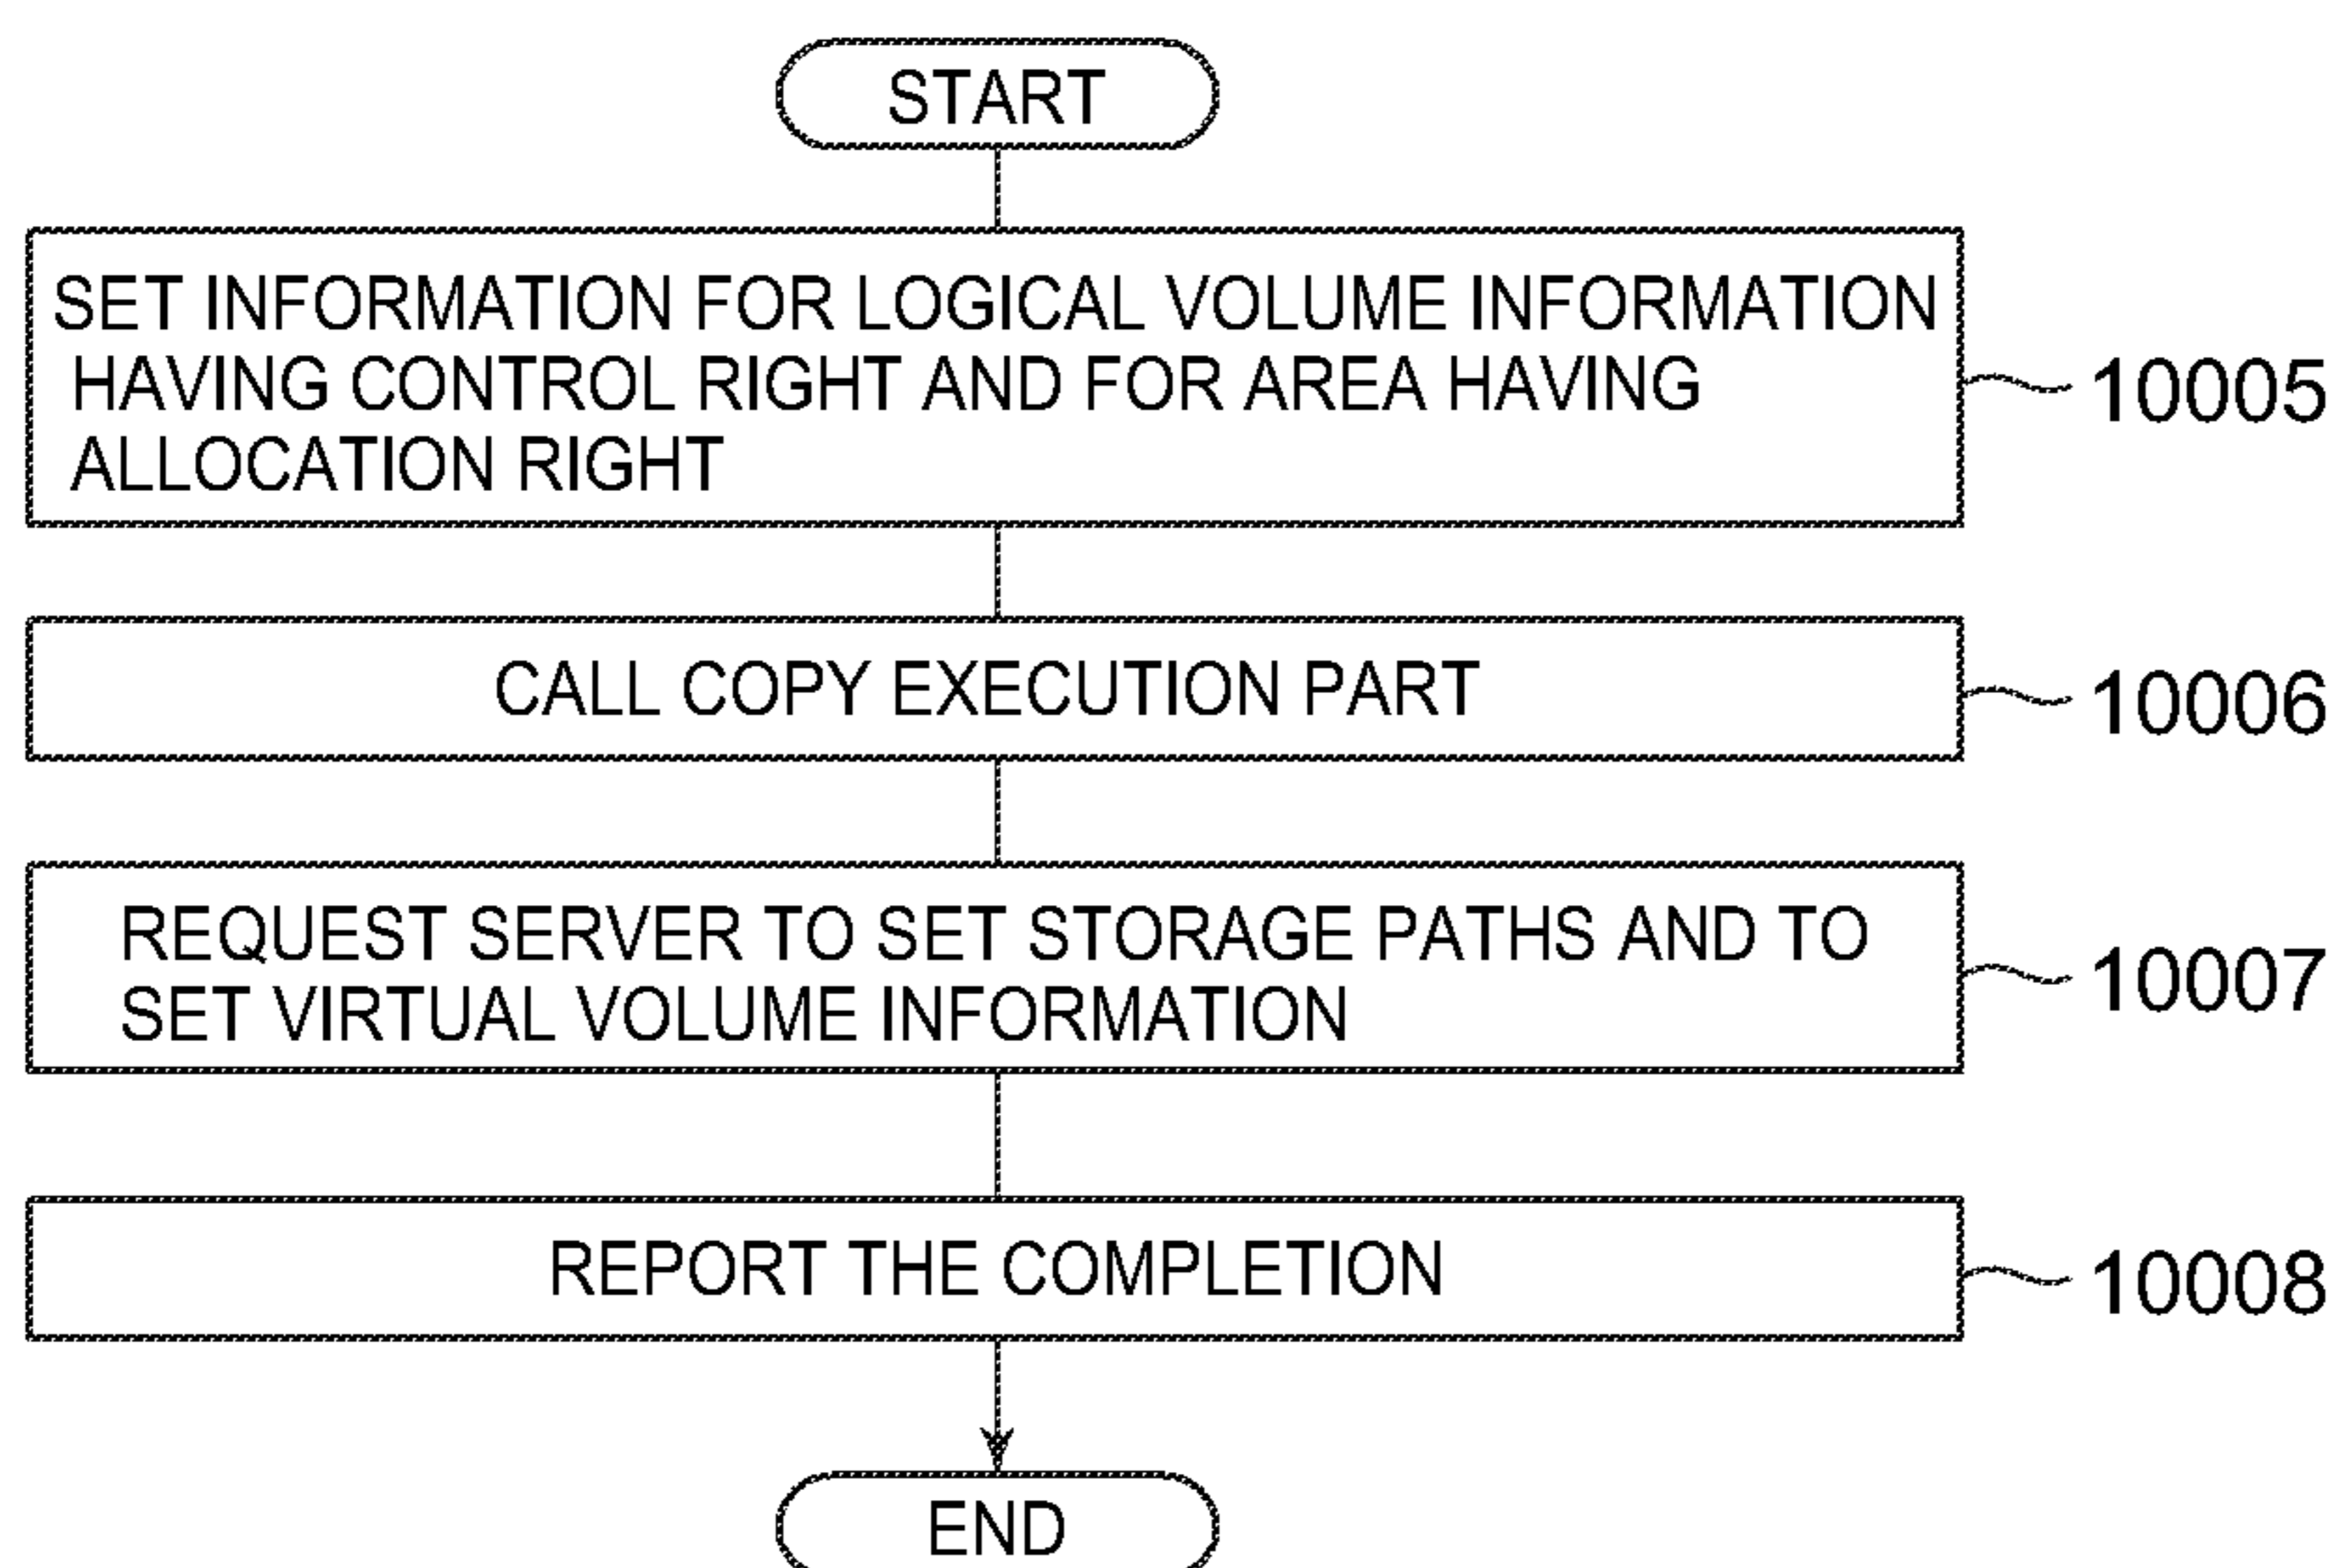 START
SET INFORMATION FOR LOGICAL VOLUME INFORMATION
HAVING CONTROL RIGHT AND FOR AREA HAVING
ALLOCATION RIGHT
10005
CALL COPY EXECUTION PART
10006
REQUEST SERVER TO SET STORAGE PATHS AND TO
SET VIRTUAL VOLUME INFORMATION
10007
REPORT THE COMPLETION
10008
END